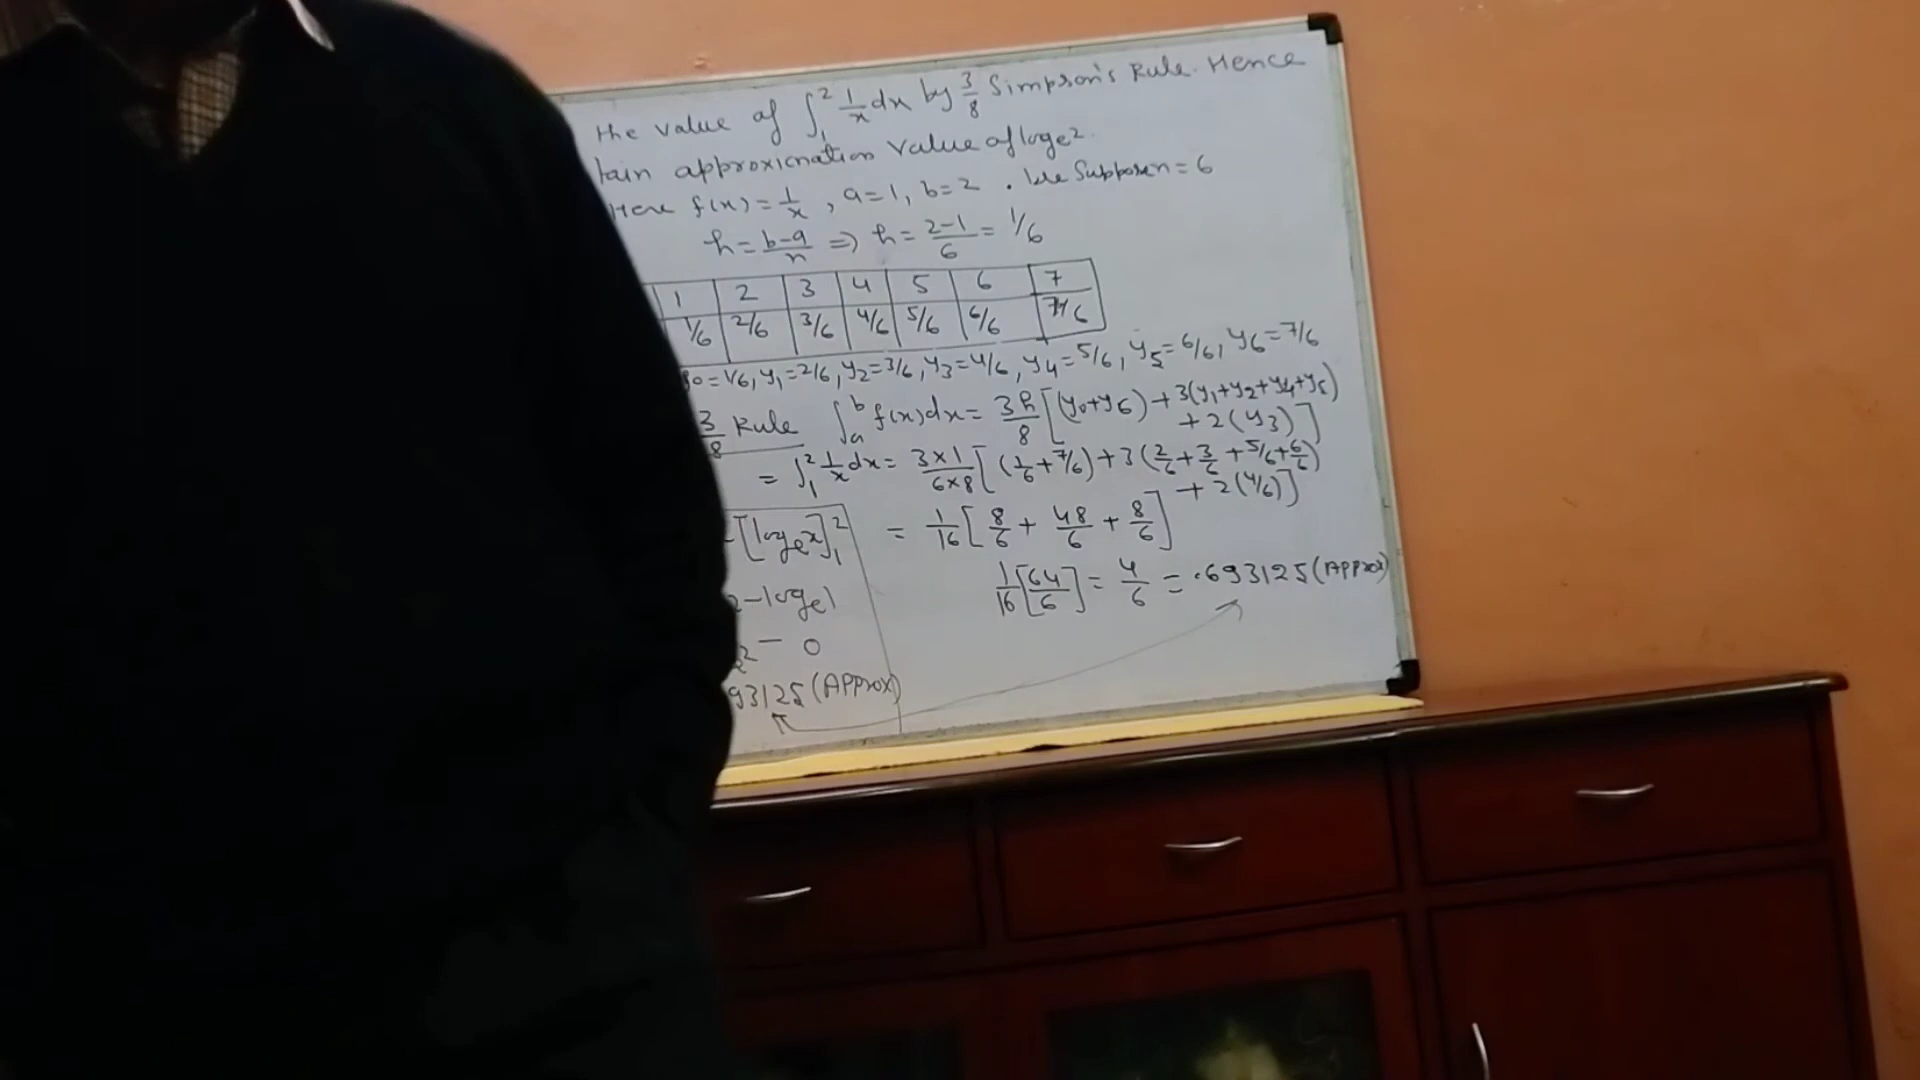 the value of ∫₁² 1/x dx by 3/8 Simpson's Rule. Hence
tain approxicnation value of loge2.
Here f(x) = 1/x, a=1, b=2. We Suppose n=6
h = b-a/n => h = 2-1/6 = 1/6
1 2 3 4 5 6 7
1/6 2/6 3/6 4/6 5/6 6/6 7/6
y0=1/6, y1=2/6, y2=3/6, y3=4/6, y4=5/6, y5=6/6, y6=7/6
3/8 Rule ∫ₐᵇ f(x)dx = 3h/8 [(y0+y6) + 3(y1+y2+y4+y5)
+ 2(y3)]
= ∫₁² 1/x dx = 3×1/6×8 [(1/6 + 7/6) + 3(2/6 + 3/6 + 5/6 + 6/6)
+ 2(4/6)]
= [logex]₁² = 1/16 [8/6 + 48/6 + 8/6]
2 - loge1 1/16 [64/6] = 4/6 = .693125 (Approx)
2 - 0
93125 (Approx)